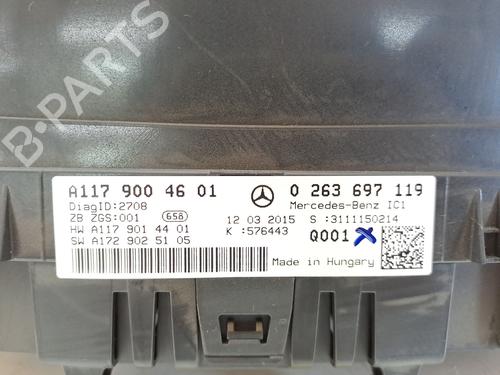 B-PARTS
A117 900 46 01
DiagID:2708
ZB ZGS:001 658
HW A117 901 44 01
SW A172 902 51 05
0 263 697 119
Mercedes-Benz IC1
12 03 2015 S :3111150214
K :576443 Q001
Made in Hungary